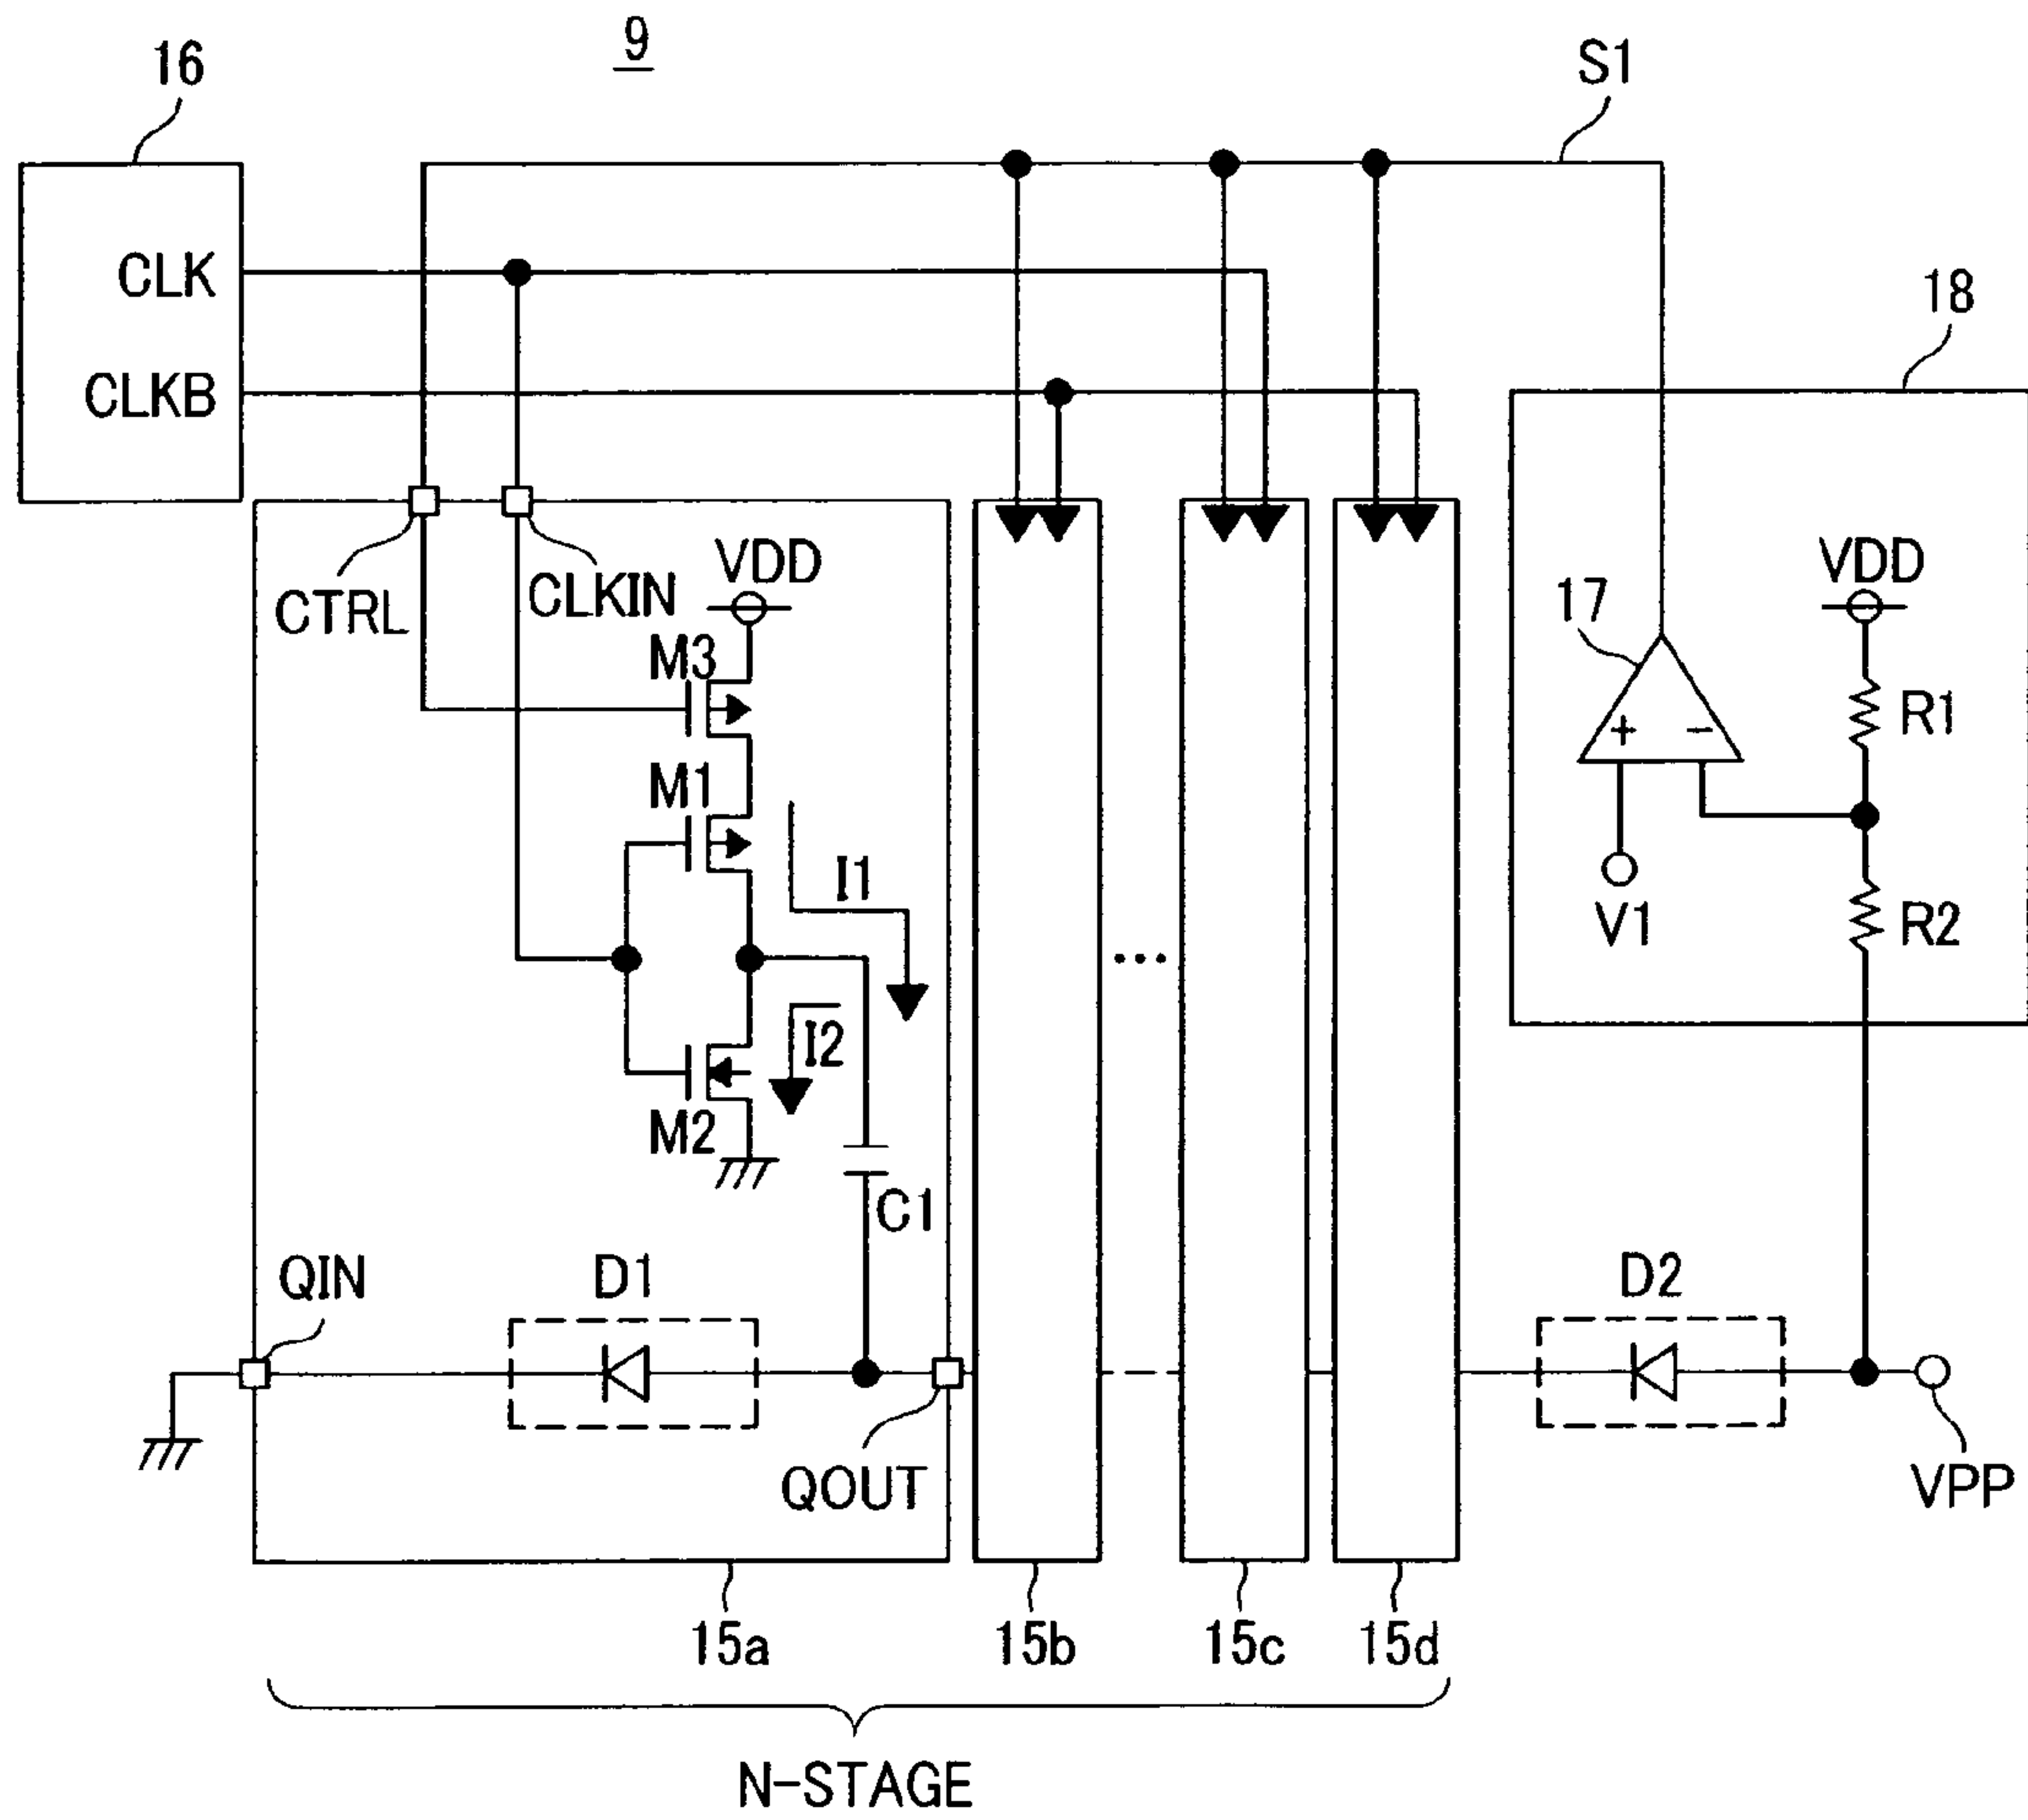 9
16
S1
CLK
18
CLKB
CTRL
CLKIN
VDD
M3
M1
I1
I2
M2
C1
17
VDD
R1
+ −
V1
R2
...
QIN
D1
QOUT
D2
VPP
15a
15b
15c
15d
N-STAGE